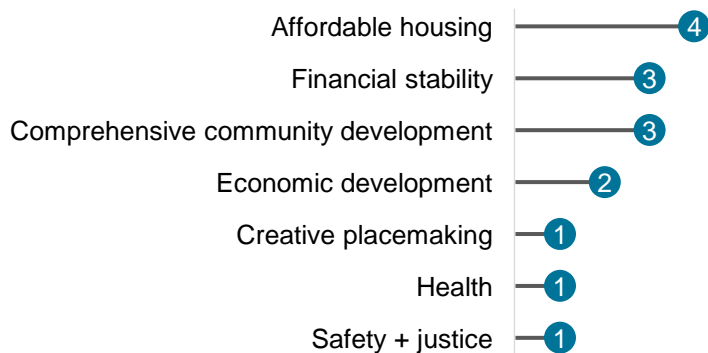 Affordable housing 4
Financial stability 3
Comprehensive community development 3
Economic development 2
Creative placemaking 1
Health 1
Safety + justice 1